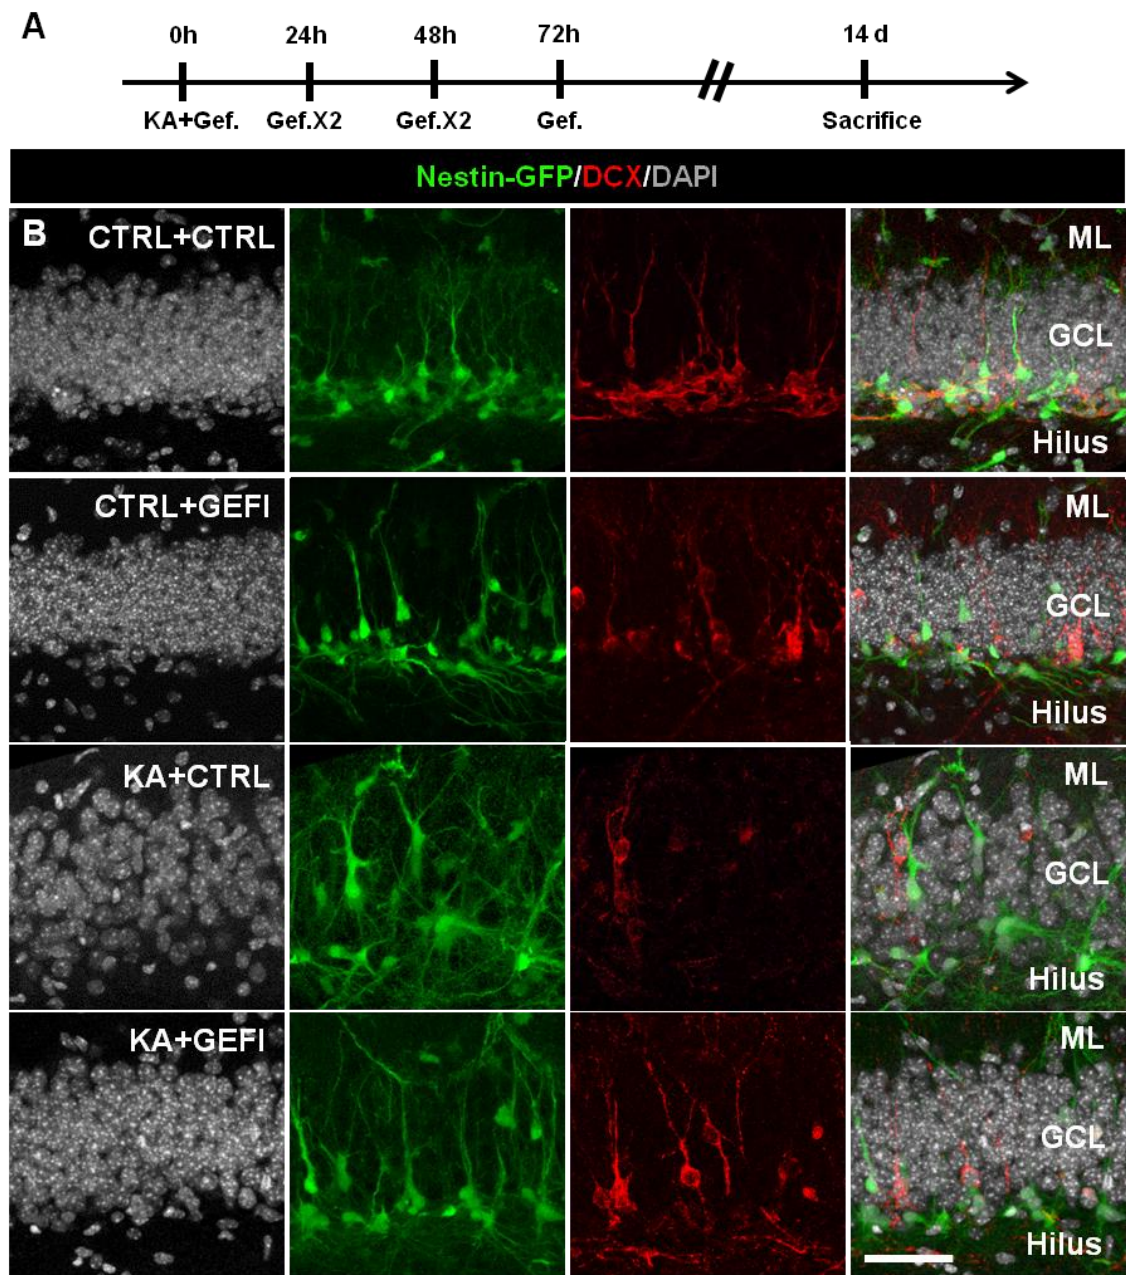 A
0h 24h 48h 72h 14 d
KA+Gef. Gef.X2 Gef.X2 Gef. Sacrifice
Nestin-GFP/DCX/DAPI
B
CTRL+CTRL
ML
GCL
Hilus
CTRL+GEFI
ML
GCL
Hilus
KA+CTRL
ML
GCL
Hilus
KA+GEFI
ML
GCL
Hilus